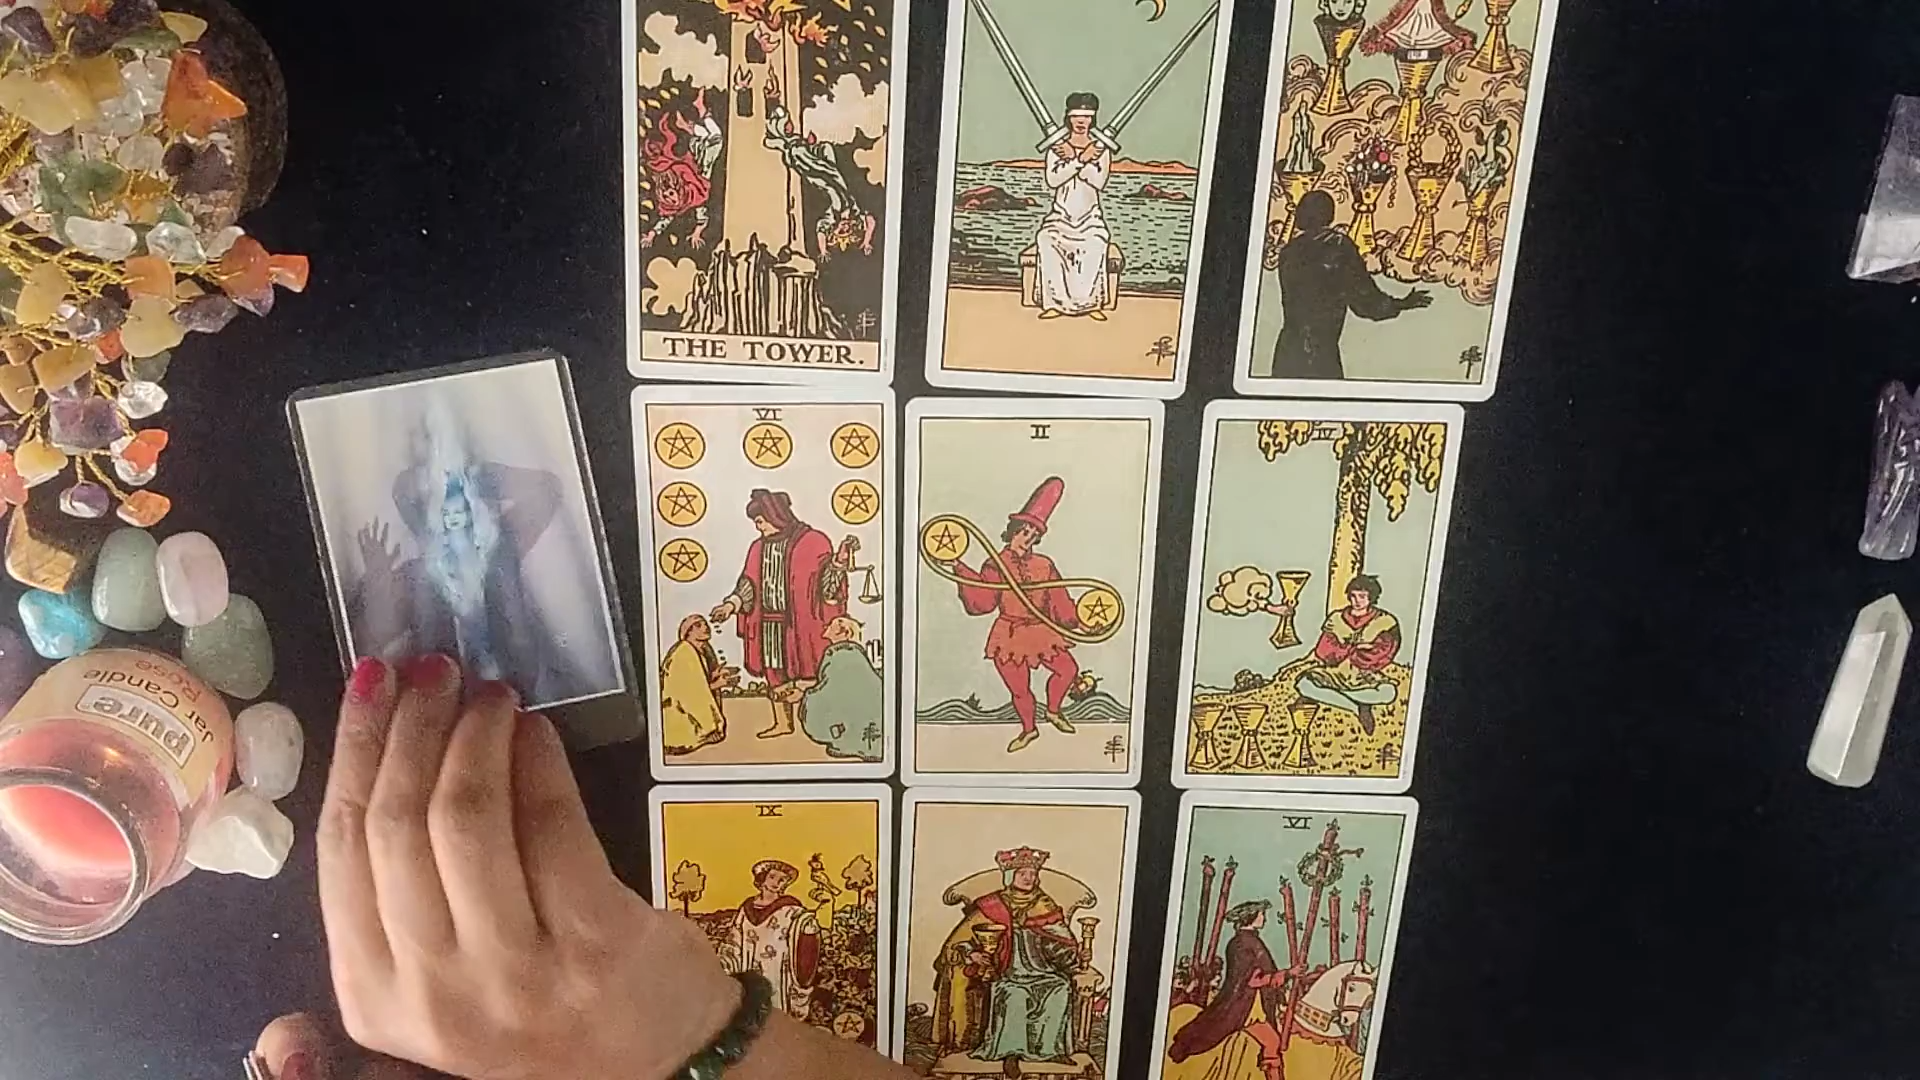 THE TOWER.
VI
II
IV
pure
Jar Candle
Rose
IX
VI